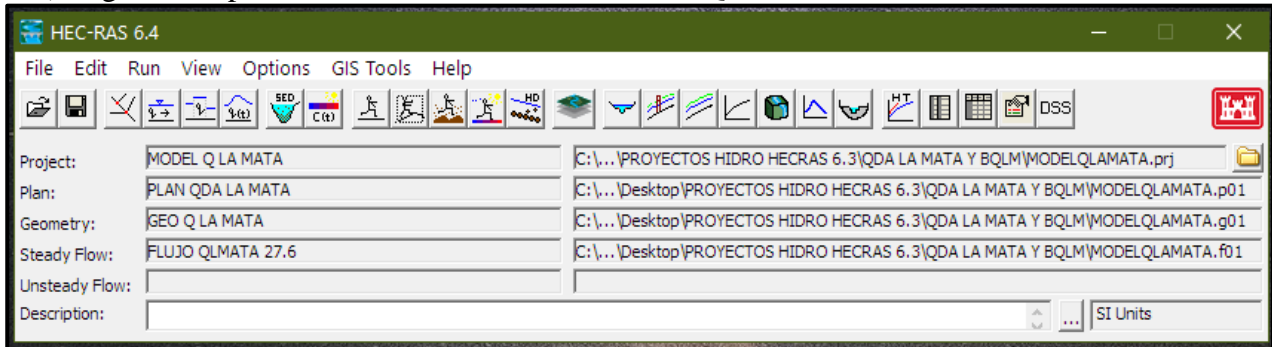 HEC-RAS 6.4
File Edit Run View Options GIS Tools Help
SED C(t) HD HT DSS
Project: MODEL Q LA MATA C:\...\PROYECTOS HIDRO HECRAS 6.3\QDA LA MATA Y BQLM\MODELQLAMATA.prj
Plan: PLAN QDA LA MATA C:\...\Desktop\PROYECTOS HIDRO HECRAS 6.3\QDA LA MATA Y BQLM\MODELQLAMATA.p01
Geometry: GEO Q LA MATA C:\...\Desktop\PROYECTOS HIDRO HECRAS 6.3\QDA LA MATA Y BQLM\MODELQLAMATA.g01
Steady Flow: FLUJO QLMATA 27.6 C:\...\Desktop\PROYECTOS HIDRO HECRAS 6.3\QDA LA MATA Y BQLM\MODELQLAMATA.f01
Unsteady Flow:
Description: ... SI Units